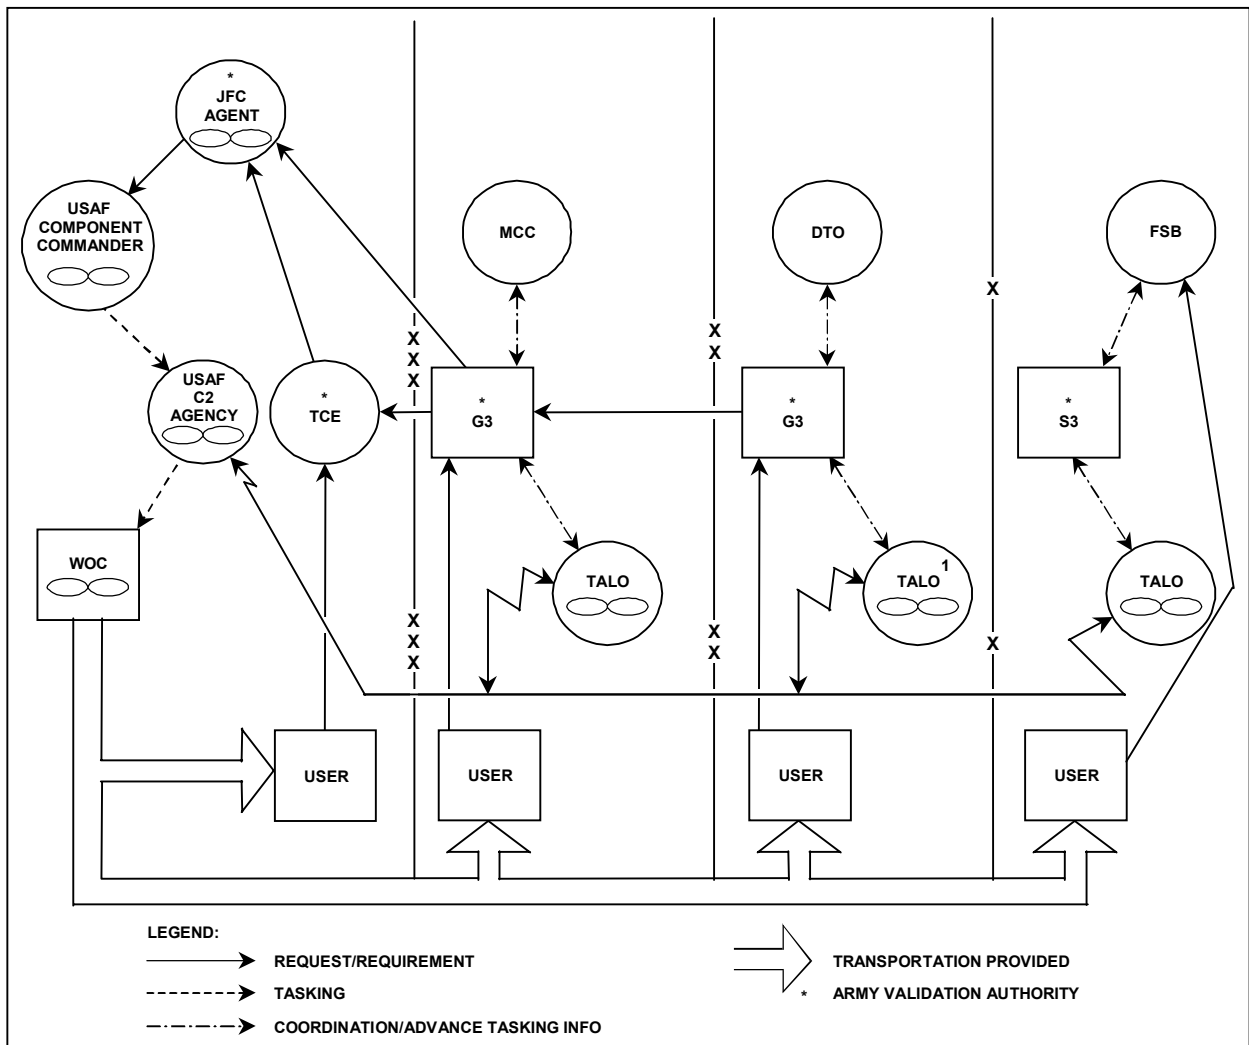 *
JFC
AGENT
USAF
COMPONENT
COMMANDER
MCC
DTO
FSB
X
X
X
X
X
X
USAF
C2
AGENCY
*
TCE
*
G3
*
G3
*
S3
WOC
TALO
TALO 1
TALO
X
X
X
X
X
X
USER
USER
USER
USER
LEGEND:
REQUEST/REQUIREMENT
TASKING
COORDINATION/ADVANCE TASKING INFO
TRANSPORTATION PROVIDED
* ARMY VALIDATION AUTHORITY